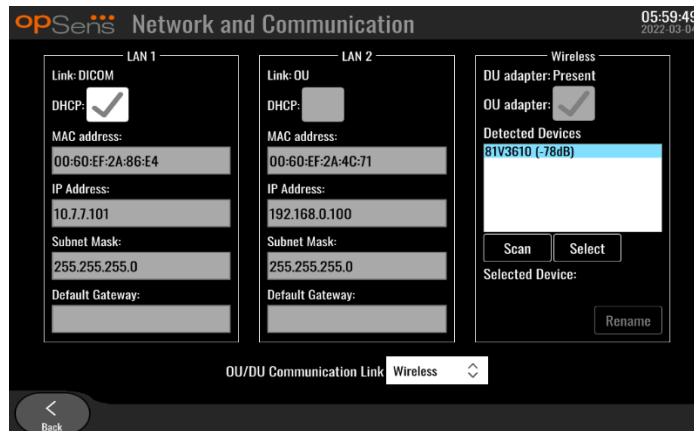 opSens Network and Communication
05:59:49
2022-03-04
LAN 1
Link: DICOM
DHCP:
MAC address:
00:60:EF:2A:86:E4
IP Address:
10.7.7.101
Subnet Mask:
255.255.255.0
Default Gateway:
LAN 2
Link: OU
DHCP:
MAC address:
00:60:EF:2A:4C:71
IP Address:
192.168.0.100
Subnet Mask:
255.255.255.0
Default Gateway:
Wireless
DU adapter: Present
OU adapter:
Detected Devices
81V3610 (-78dB)
Scan Select
Selected Device:
Rename
OU/DU Communication Link Wireless
Back